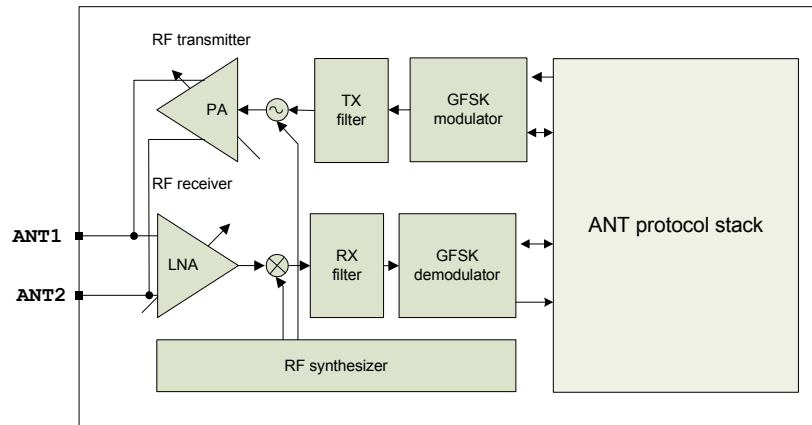 RF transmitter
PA
TX
filter
GFSK
modulator
ANT protocol stack
RF receiver
ANT1
LNA
RX
filter
GFSK
demodulator
ANT2
RF synthesizer